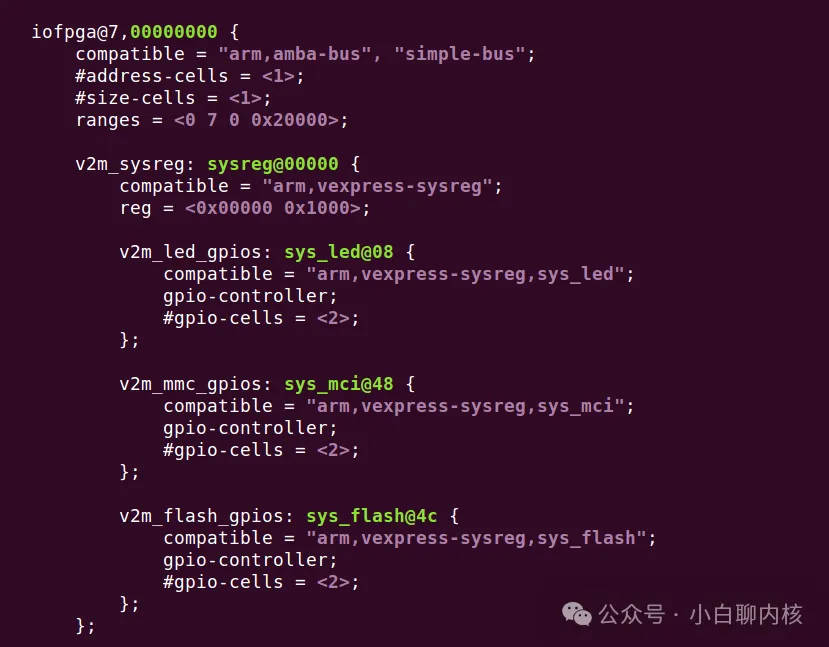 iofpga@7,00000000 {
compatible = "arm,amba-bus", "simple-bus";
#address-cells = <1>;
#size-cells = <1>;
ranges = <0 7 0 0x20000>;
v2m_sysreg: sysreg@00000 {
compatible = "arm,vexpress-sysreg";
reg = <0x00000 0x1000>;
v2m_led_gpios: sys_led@08 {
compatible = "arm,vexpress-sysreg,sys_led";
gpio-controller;
#gpio-cells = <2>;
};
v2m_mmc_gpios: sys_mci@48 {
compatible = "arm,vexpress-sysreg,sys_mci";
gpio-controller;
#gpio-cells = <2>;
};
v2m_flash_gpios: sys_flash@4c {
compatible = "arm,vexpress-sysreg,sys_flash";
gpio-controller;
#gpio-cells = <2>;
};
};
公众号 · 小白聊内核